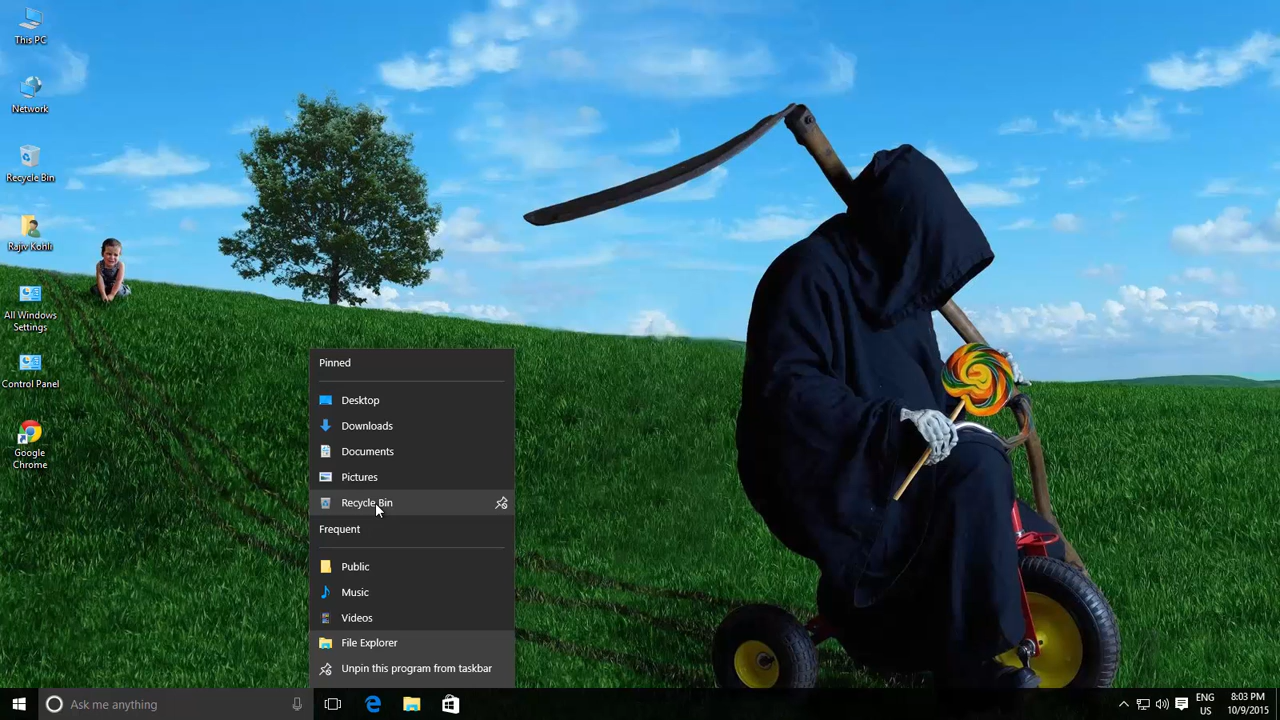 This PC
Network
Recycle Bin
Rajiv Kohli
All Windows
Settings
Control Panel
Google
Chrome
Pinned
Desktop
Downloads
Documents
Pictures
Recycle Bin
Frequent
Public
Music
Videos
File Explorer
Unpin this program from taskbar
Ask me anything
ENG
US
8:03 PM
10/9/2015